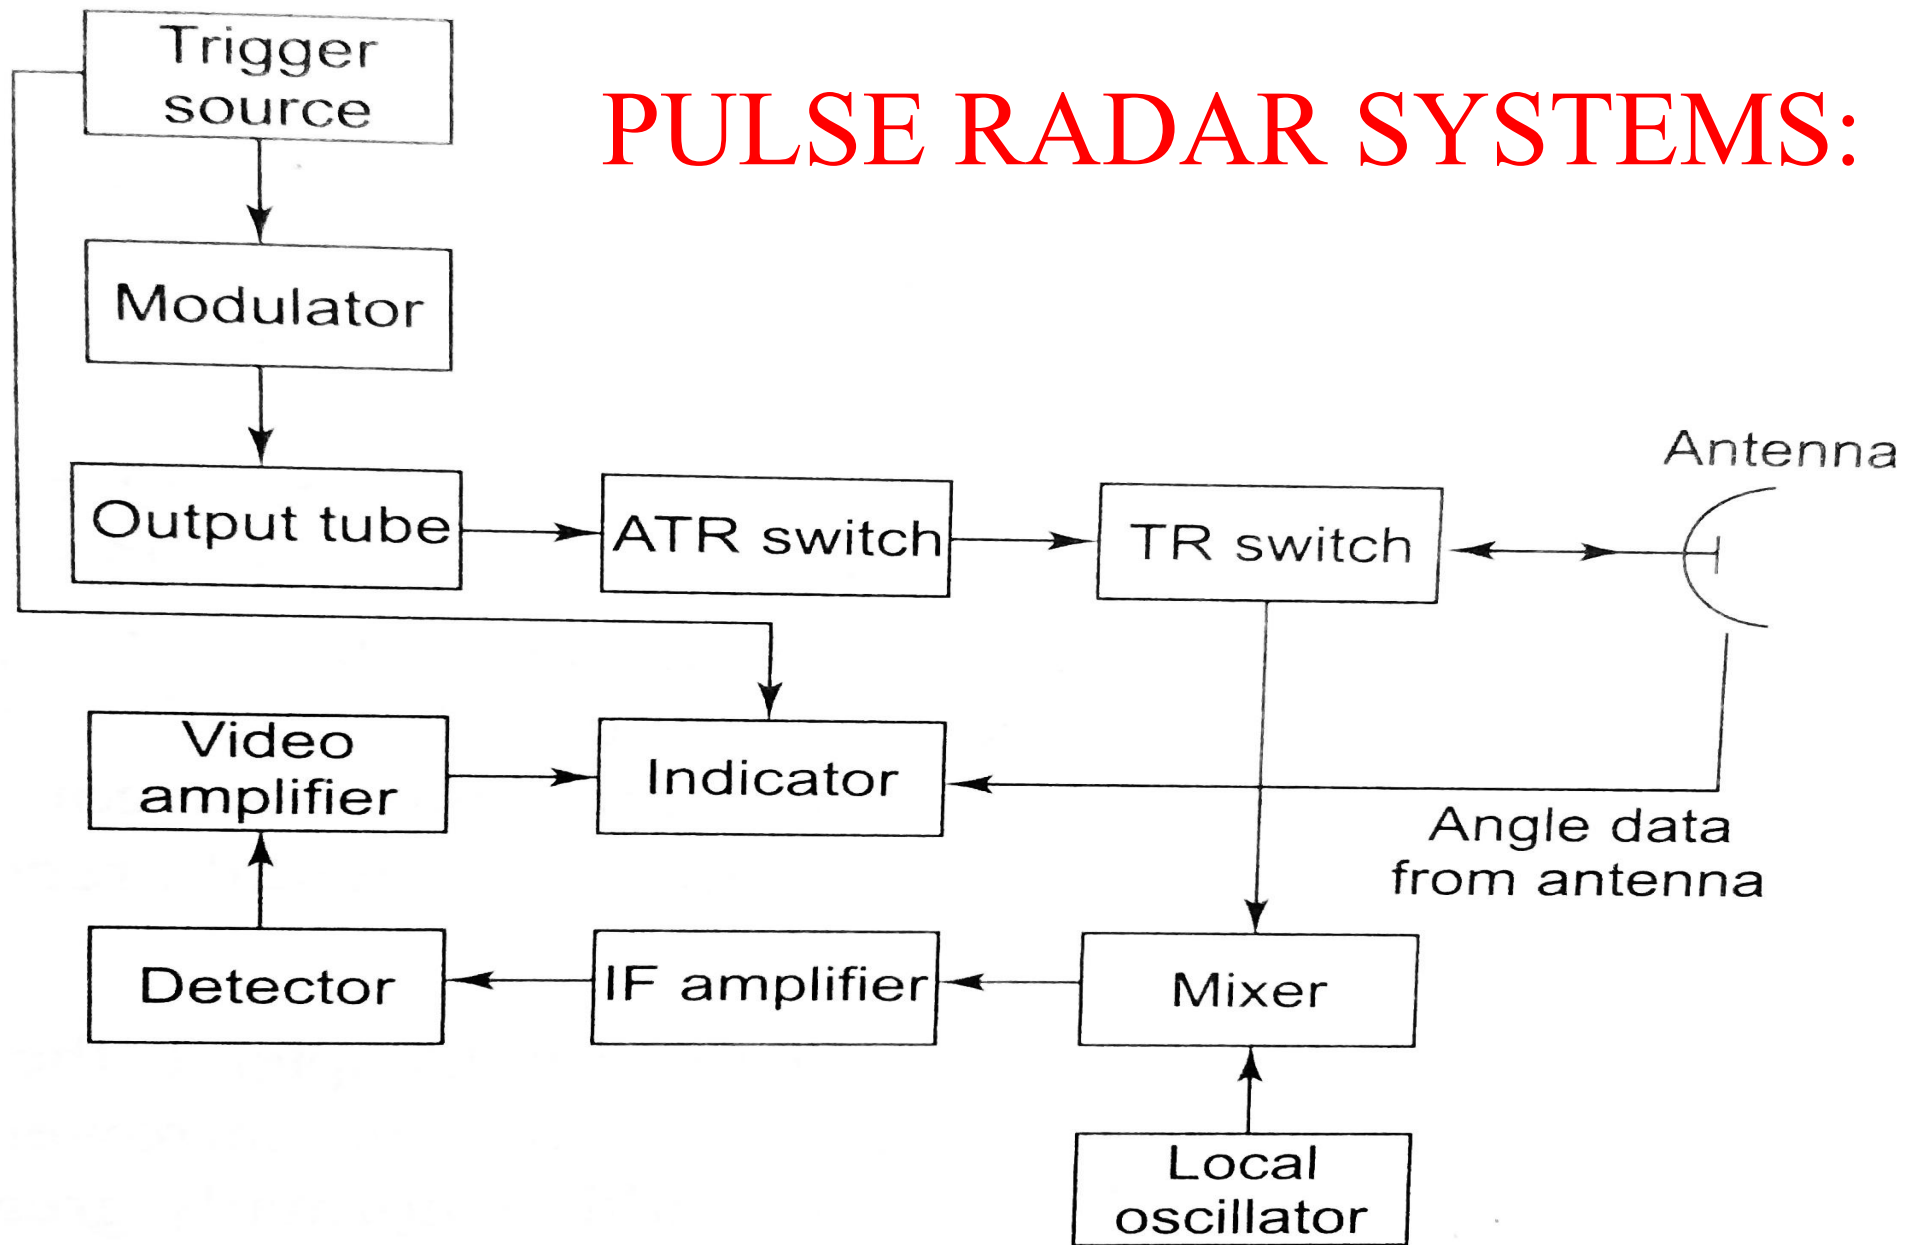 Trigger
source
PULSE RADAR SYSTEMS:
Modulator
Antenna
Output tube
ATR switch
TR switch
Video
amplifier
Indicator
Angle data
from antenna
Detector
IF amplifier
Mixer
Local
oscillator